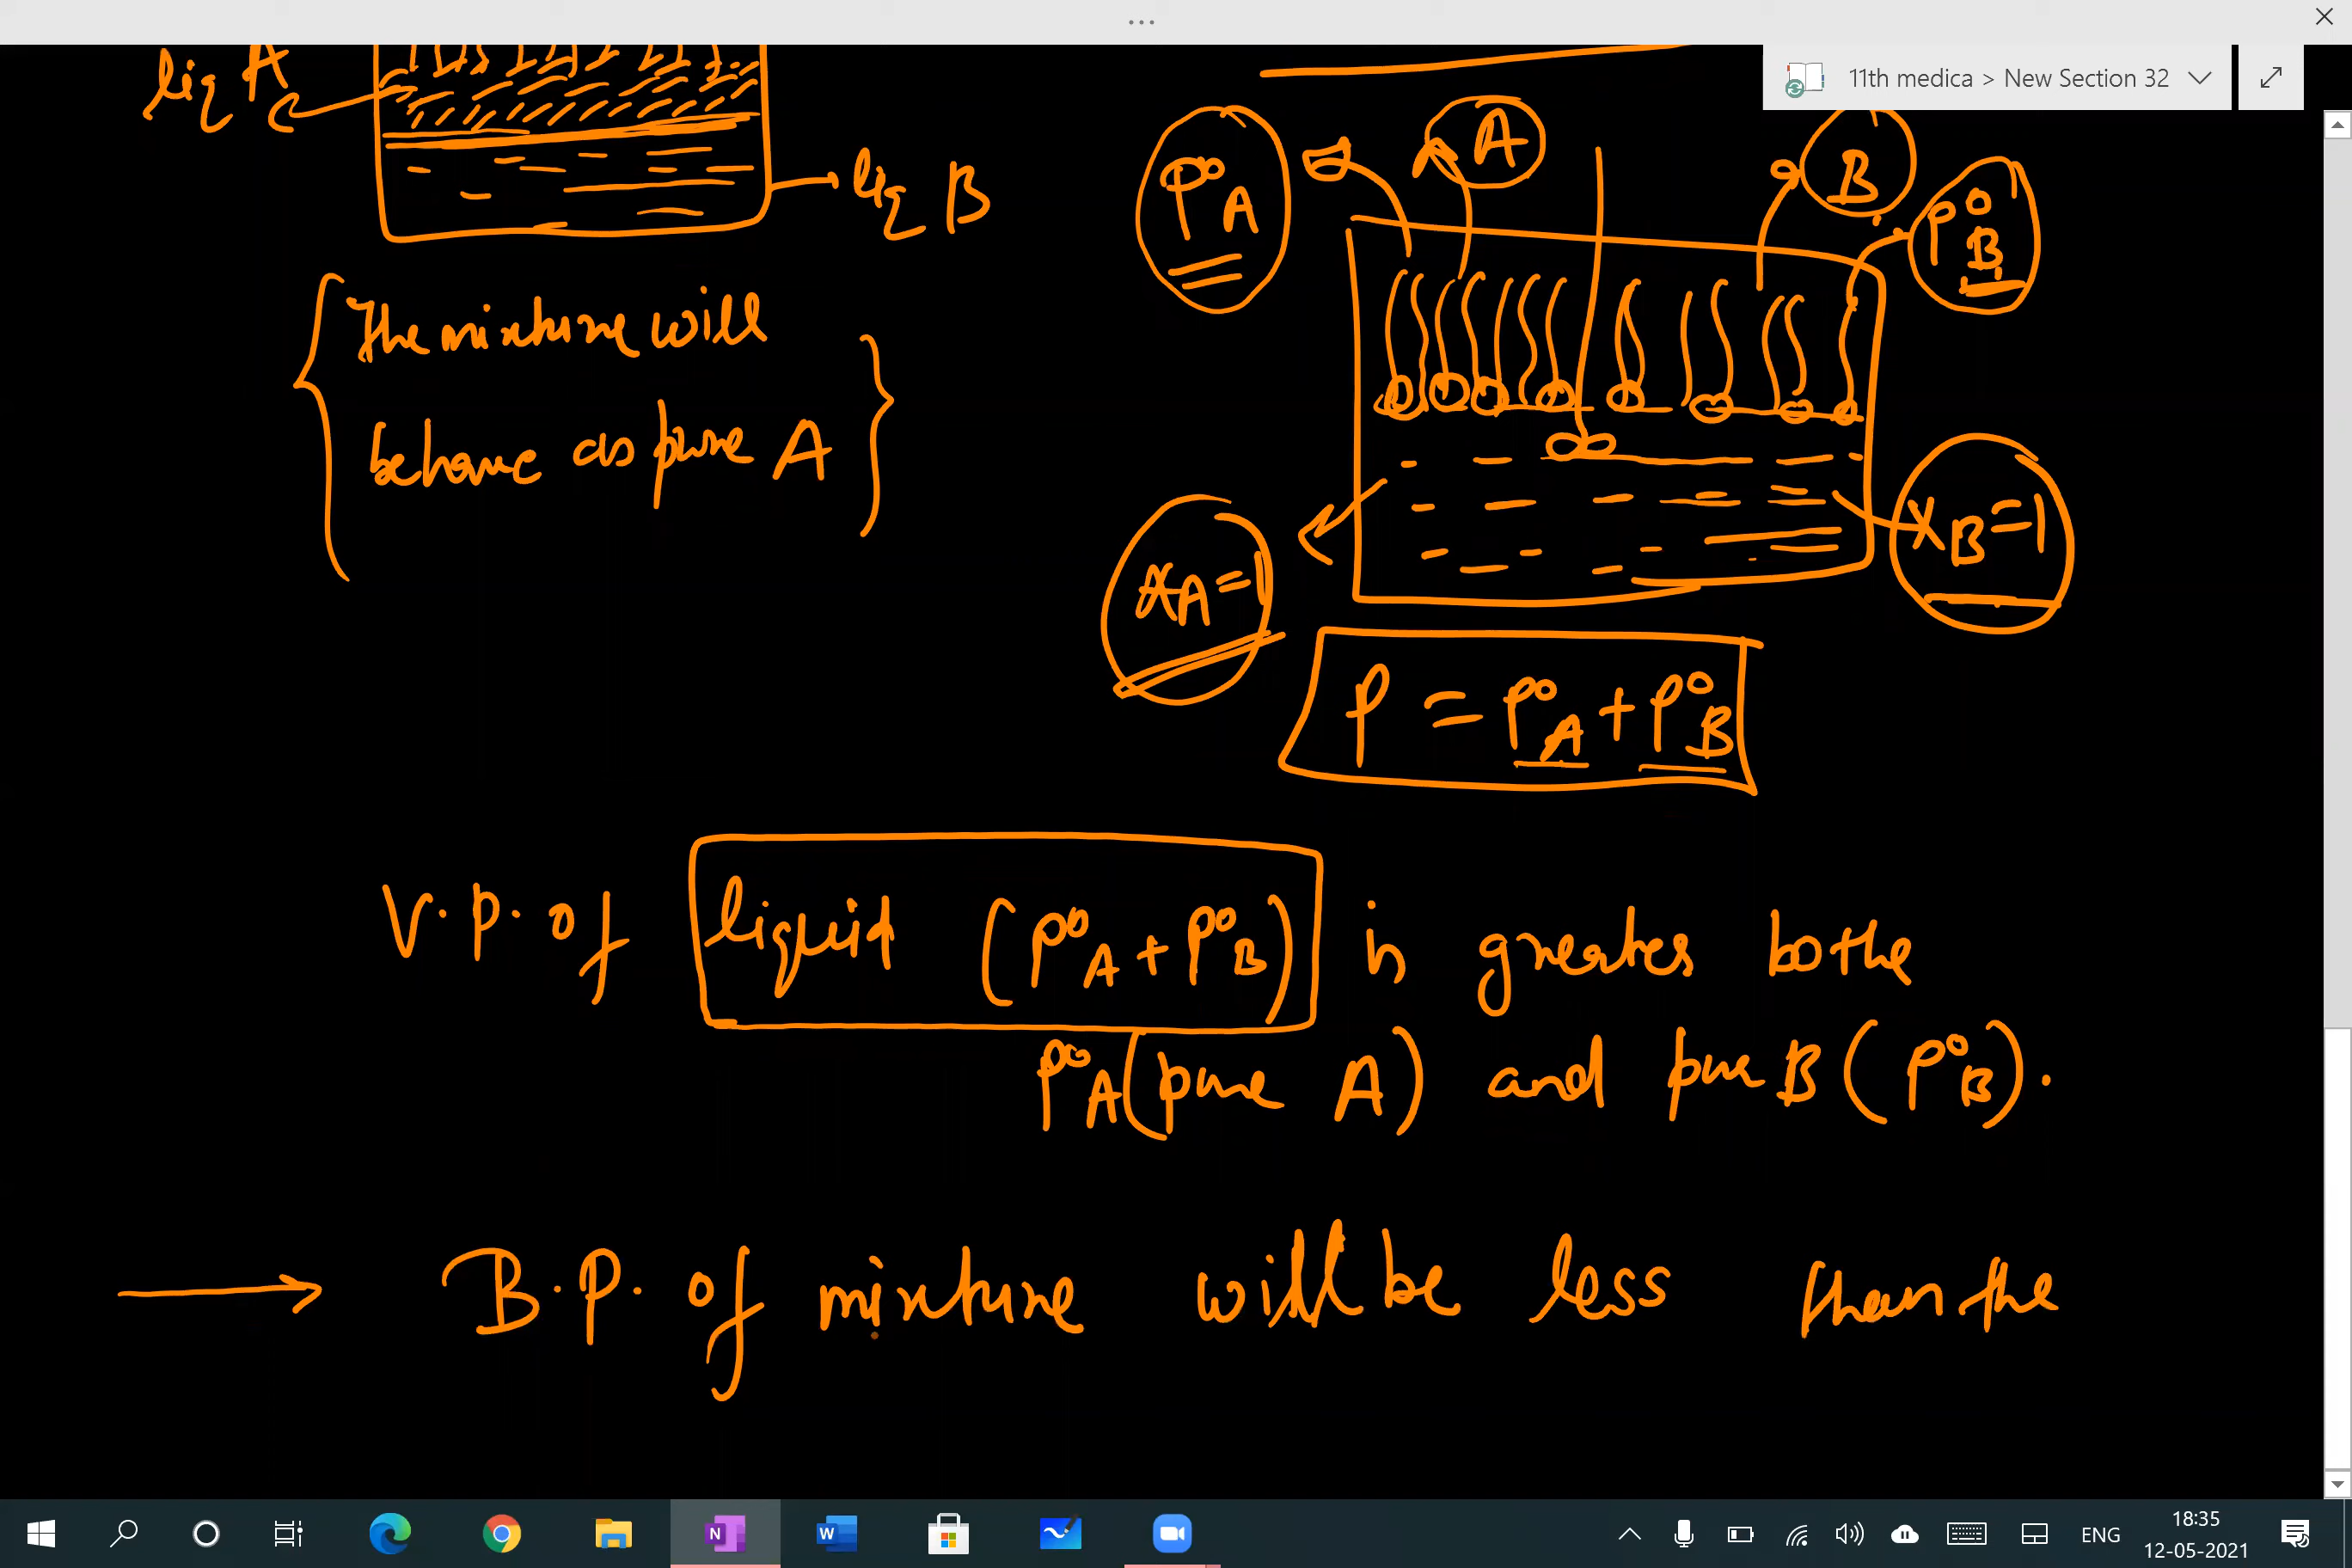 ...
11th medica > New Section 32
liq A
liq B
The mixture will
behave as pure A
P°A
A
B
P°B
xA=1
XB=1
P = P°A + P°B
V.P. of liquid (P°A + P°B) is greater bothe
P°A (pure A) and pure B (P°B).
→ B.P. of mixture will be less than the
ENG
18:35
12-05-2021